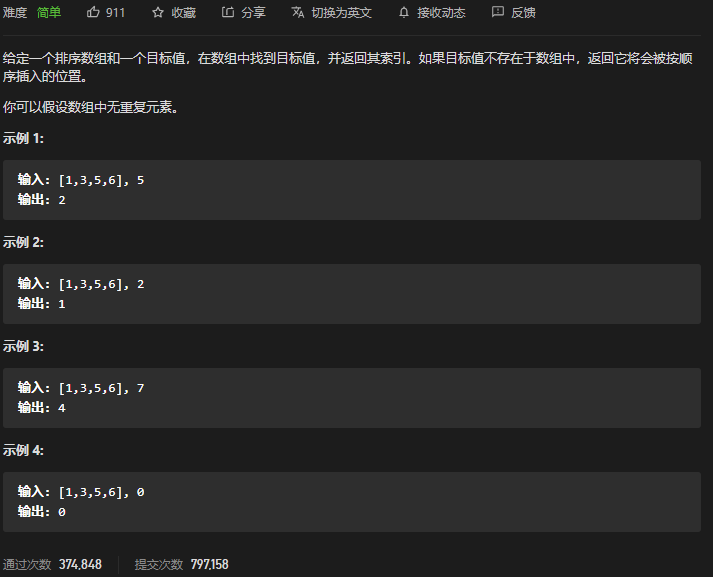 难度 简单 911 收藏 分享 切换为英文 接收动态 反馈
给定一个排序数组和一个目标值，在数组中找到目标值，并返回其索引。如果目标值不存在于数组中，返回它将会被按顺
序插入的位置。
你可以假设数组中无重复元素。
示例 1:
输入: [1,3,5,6], 5
输出: 2
示例 2:
输入: [1,3,5,6], 2
输出: 1
示例 3:
输入: [1,3,5,6], 7
输出: 4
示例 4:
输入: [1,3,5,6], 0
输出: 0
通过次数 374,848 提交次数 797,158